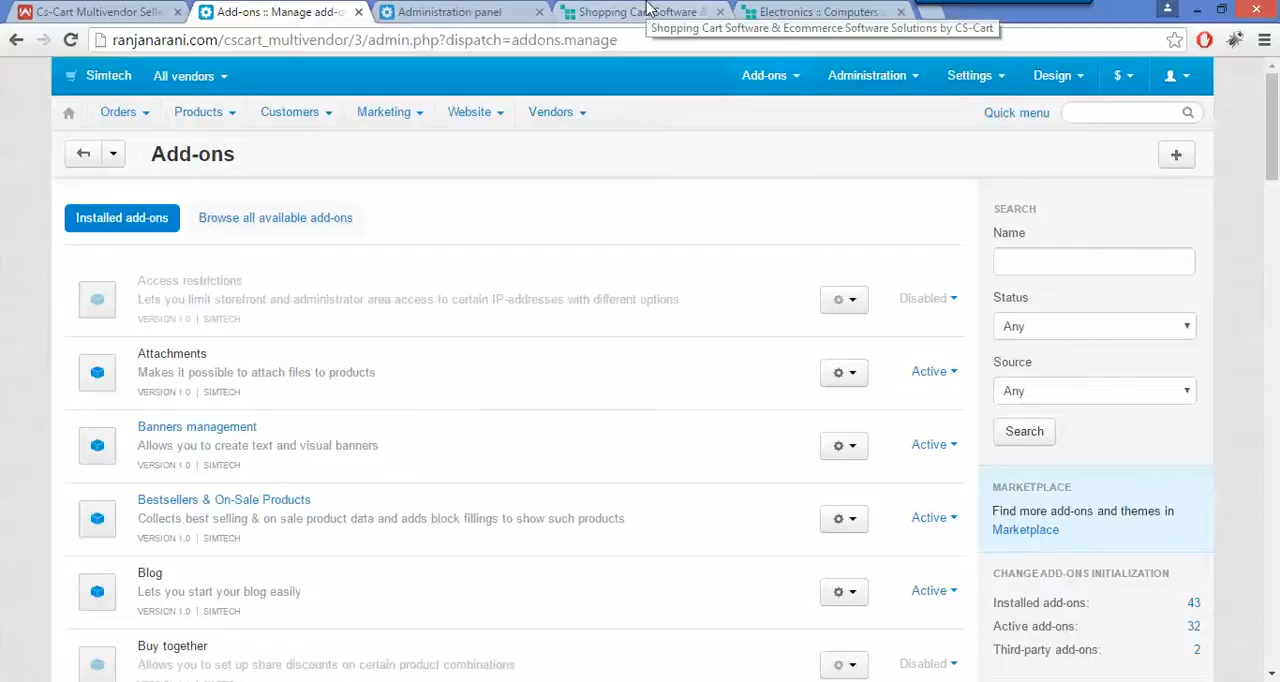 Cs-Cart Multivendor Selle
Add-ons :: Manage add-o
Administration panel
Shopping Cart Software &
Electronics :: Computers
ranjanarani.com/cscart_multivendor/3/admin.php?dispatch=addons.manage
Shopping Cart Software & Ecommerce Software Solutions by CS-Cart
Simtech
All vendors
Add-ons
Administration
Settings
Design
$
Orders
Products
Customers
Marketing
Website
Vendors
Quick menu
Add-ons
+
Installed add-ons
Browse all available add-ons
Access restrictions
Lets you limit storefront and administrator area access to certain IP-addresses with different options
VERSION 1.0 | SIMTECH
Disabled
Attachments
Makes it possible to attach files to products
VERSION 1.0 | SIMTECH
Active
Banners management
Allows you to create text and visual banners
VERSION 1.0 | SIMTECH
Active
Bestsellers & On-Sale Products
Collects best selling & on sale product data and adds block fillings to show such products
VERSION 1.0 | SIMTECH
Active
Blog
Lets you start your blog easily
VERSION 1.0 | SIMTECH
Active
Buy together
Allows you to set up share discounts on certain product combinations
Disabled
SEARCH
Name
Status
Any
Source
Any
Search
MARKETPLACE
Find more add-ons and themes in
Marketplace
CHANGE ADD-ONS INITIALIZATION
Installed add-ons: 43
Active add-ons: 32
Third-party add-ons: 2